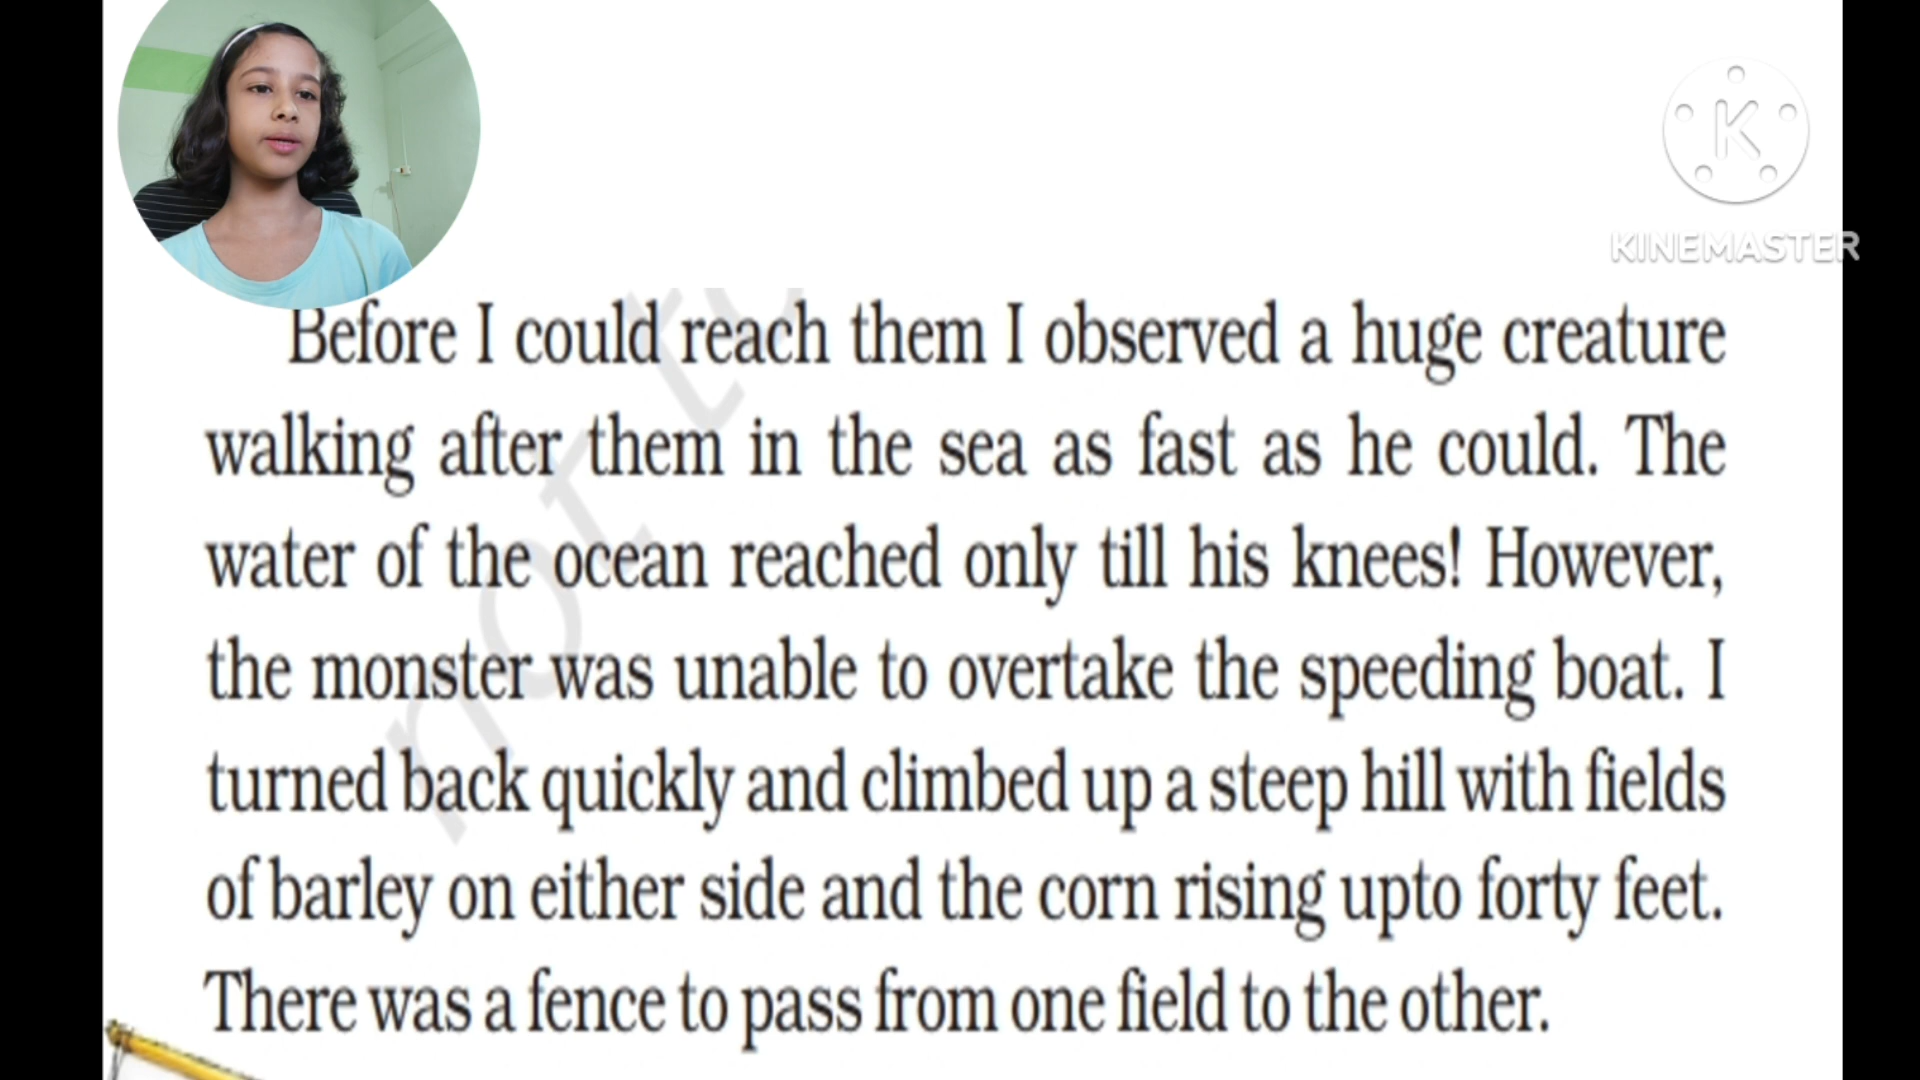 K
KINEMASTER
Before I could reach them I observed a huge creature
walking after them in the sea as fast as he could. The
water of the ocean reached only till his knees! However,
the monster was unable to overtake the speeding boat. I
turned back quickly and climbed up a steep hill with fields
of barley on either side and the corn rising upto forty feet.
There was a fence to pass from one field to the other.
not t